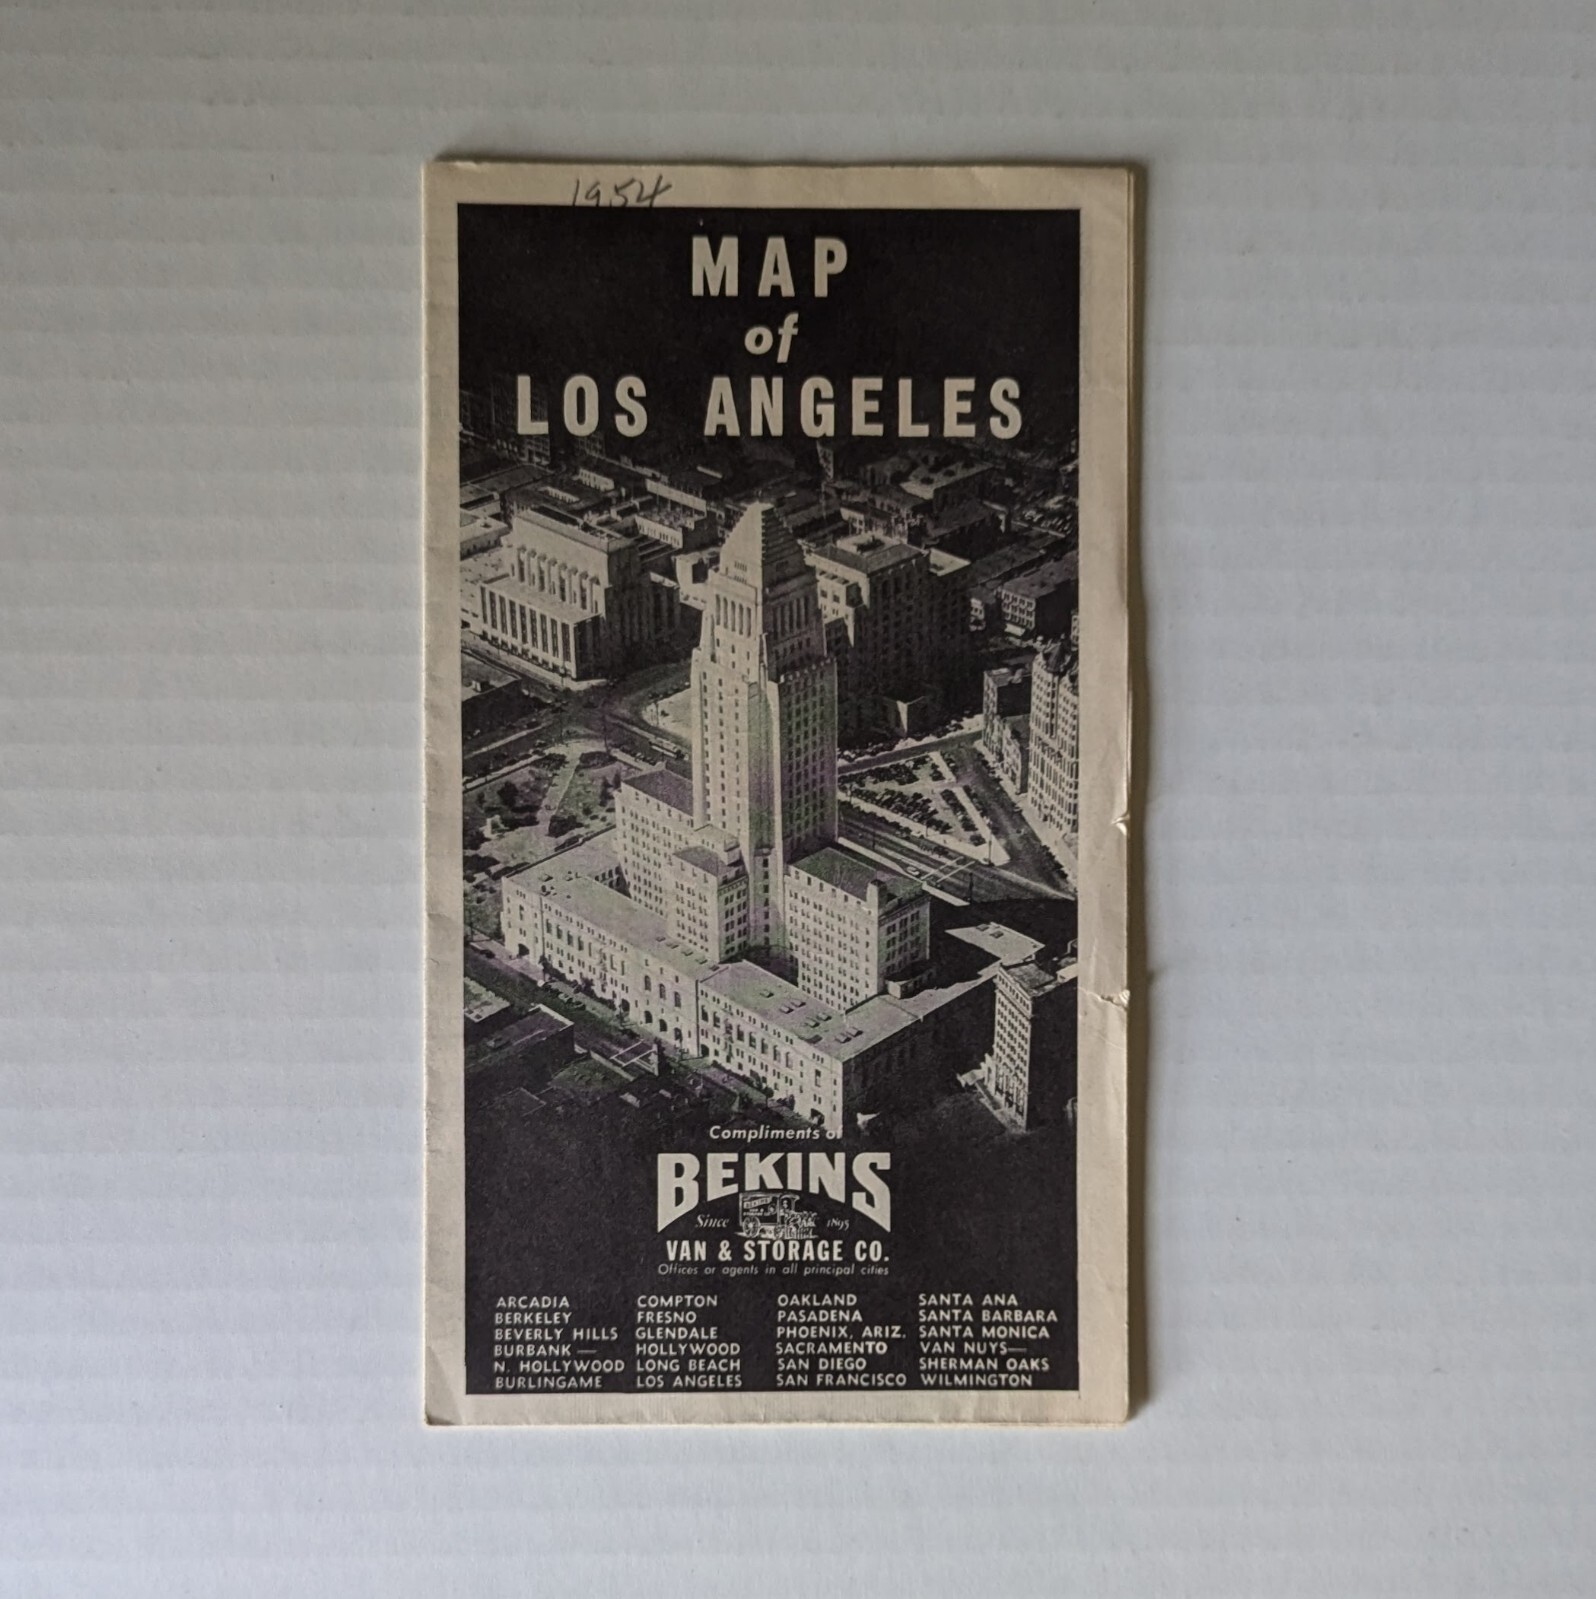 1954
MAP
of
LOS ANGELES
Compliments of
BEKINS
Since 1895
VAN & STORAGE CO.
Offices or agents in all principal cities
ARCADIA
BERKELEY
BEVERLY HILLS
BURBANK —
N. HOLLYWOOD
BURLINGAME
COMPTON
FRESNO
GLENDALE
HOLLYWOOD
LONG BEACH
LOS ANGELES
OAKLAND
PASADENA
PHOENIX, ARIZ.
SACRAMENTO
SAN DIEGO
SAN FRANCISCO
SANTA ANA
SANTA BARBARA
SANTA MONICA
VAN NUYS—
SHERMAN OAKS
WILMINGTON